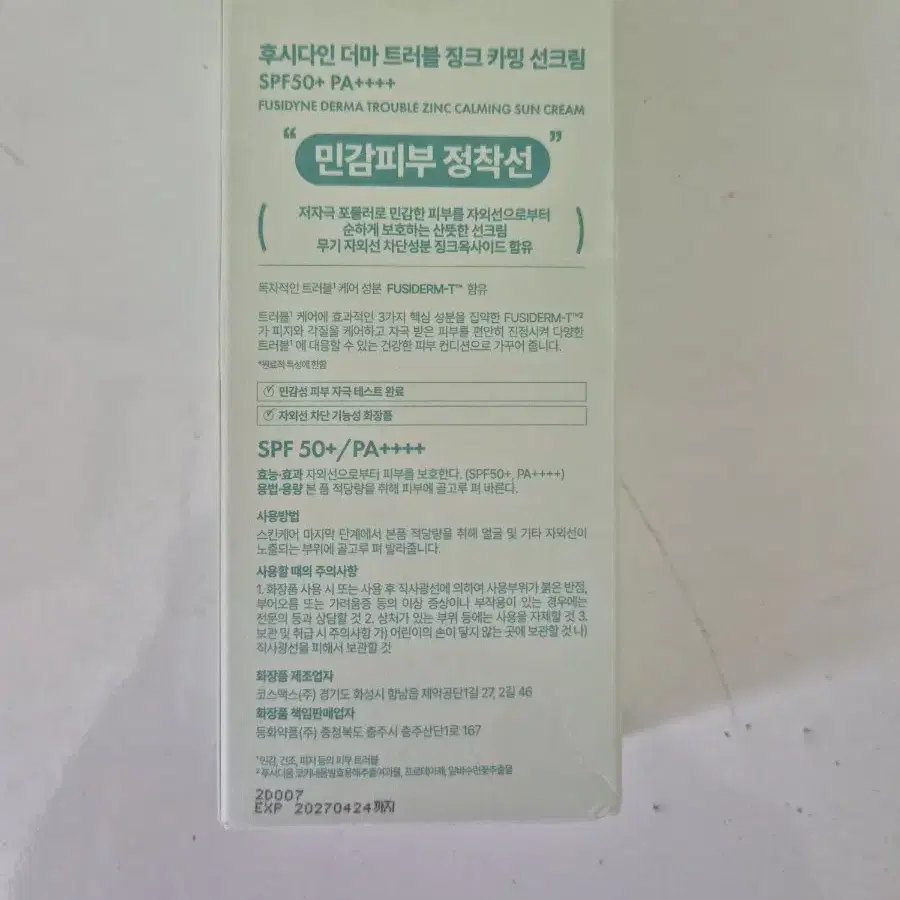 후시다인 더마 트러블 징크 카밍 선크림
SPF50+ PA++++
FUSIDYNE DERMA TROUBLE ZINC CALMING SUN CREAM
“민감피부 정착선”
저자극 포뮬러로 민감한 피부를 자외선으로부터
순하게 보호하는 산뜻한 선크림
무기 자외선 차단성분 징크옥사이드 함유
독자적인 트러블¹ 케어 성분 FUSIDERM-T™ 함유
트러블¹ 케어에 효과적인 3가지 핵심 성분을 집약한 FUSIDERM-T™²
가 피지와 각질을 케어하고 자극 받은 피부를 편안히 진정시켜 다양한
트러블¹ 에 대응할 수 있는 건강한 피부 컨디션으로 가꾸어 줍니다.
*원료적 특성에 한함
민감성 피부 자극 테스트 완료
자외선 차단 기능성 화장품
SPF 50+/PA++++
효능·효과 자외선으로부터 피부를 보호한다. (SPF50+, PA++++)
용법·용량 본 품 적당량을 취해 피부에 골고루 펴 바른다.
사용방법
스킨케어 마지막 단계에서 본품 적당량을 취해 얼굴 및 기타 자외선이
노출되는 부위에 골고루 펴 발라줍니다.
사용할 때의 주의사항
1. 화장품 사용 시 또는 사용 후 직사광선에 의하여 사용부위가 붉은 반점,
부어오름 또는 가려움증 등의 이상 증상이나 부작용이 있는 경우에는
전문의 등과 상담할 것 2. 상처가 있는 부위 등에는 사용을 자제할 것 3.
보관 및 취급 시 주의사항 가) 어린이의 손이 닿지 않는 곳에 보관할 것 나)
직사광선을 피해서 보관할 것
화장품 제조업자
코스맥스(주) 경기도 화성시 향남읍 제약공단1길 27, 2길 46
화장품 책임판매업자
동화약품(주) 충청북도 충주시 충주산단1로 167
¹ 민감, 건조, 피지 등의 피부 트러블
² 프로테아제,
2D007
EXP 20270424까지